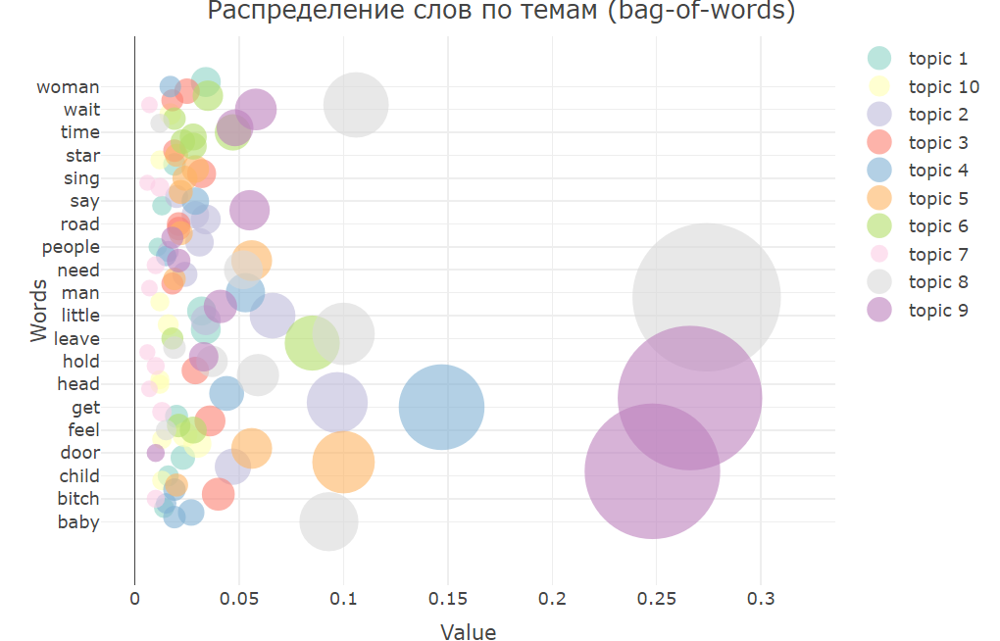 Распределение слов по темам (bag-of-words)
woman
wait
time
star
sing
say
road
people
need
man
little
leave
hold
head
get
feel
door
child
bitch
baby
Words
0
0.05
0.1
0.15
0.2
0.25
0.3
Value
topic 1
topic 10
topic 2
topic 3
topic 4
topic 5
topic 6
topic 7
topic 8
topic 9